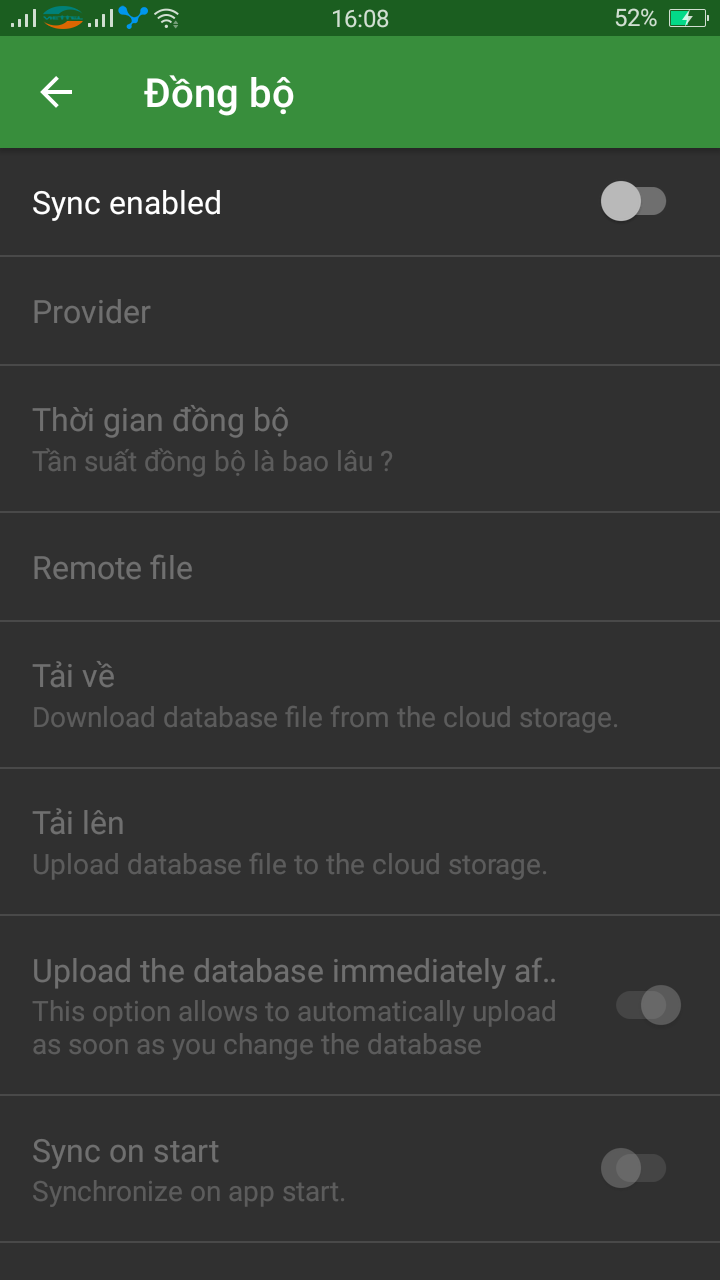 VIETTEL 16:08 52%
Đồng bộ
Sync enabled
Provider
Thời gian đồng bộ
Tần suất đồng bộ là bao lâu ?
Remote file
Tải về
Download database file from the cloud storage.
Tải lên
Upload database file to the cloud storage.
Upload the database immediately af..
This option allows to automatically upload
as soon as you change the database
Sync on start
Synchronize on app start.